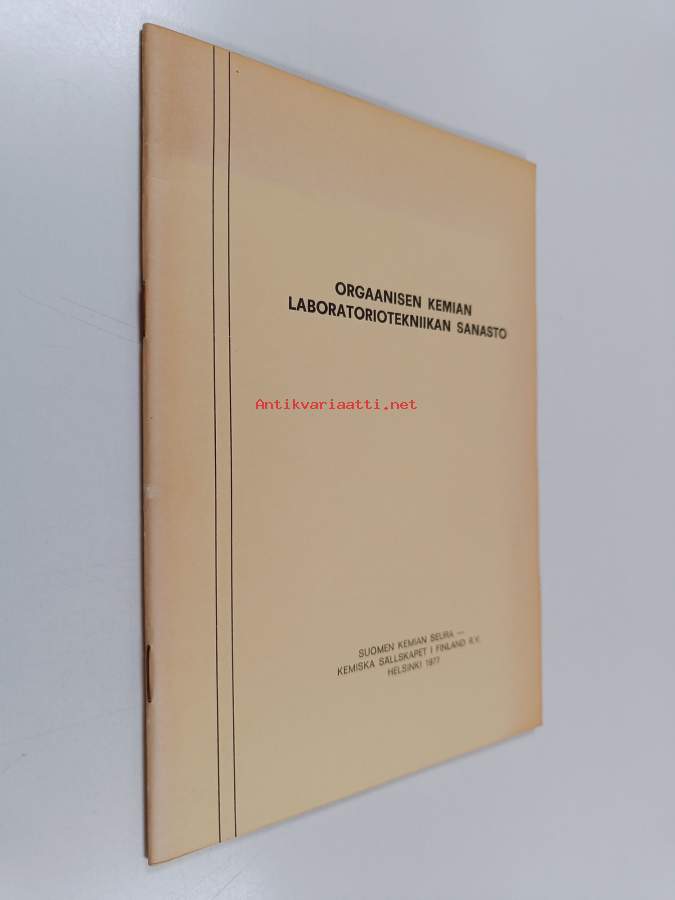 ORGAANISEN KEMIAN
LABORATORIOTEKNIIKAN SANASTO
Antikvariaatti.net
SUOMEN KEMIAN SEURA —
KEMISKA SÄLLSKAPET I FINLAND R.Y.
HELSINKI 1977